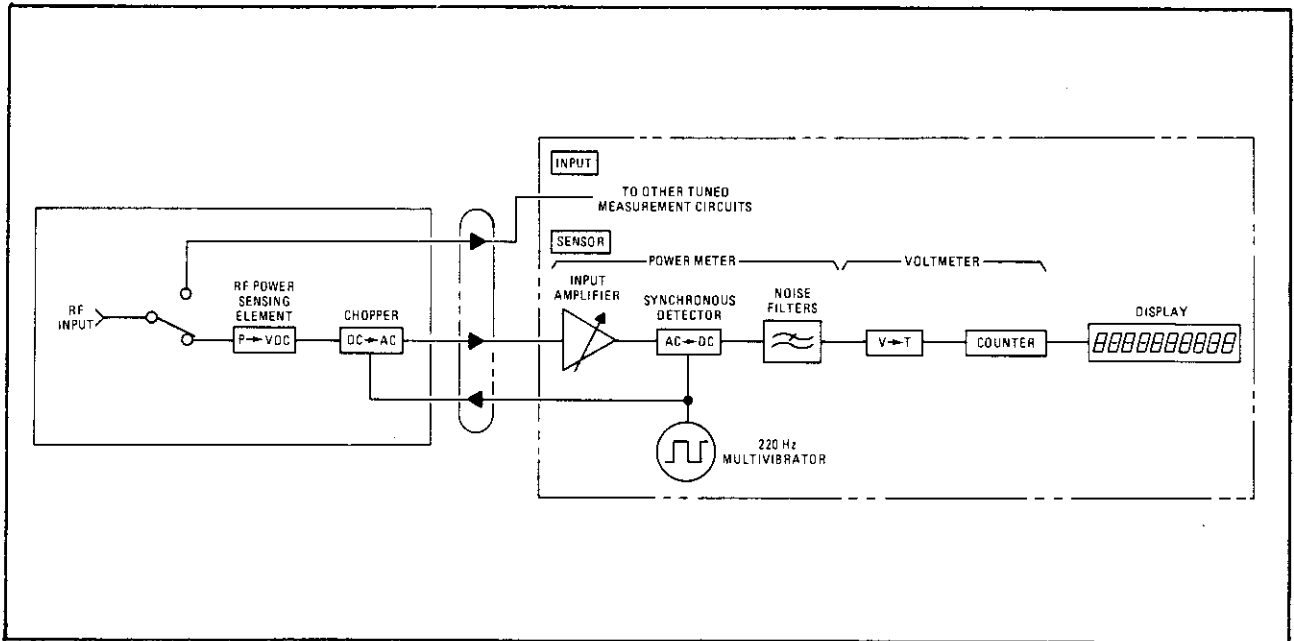 INPUT
TO OTHER TUNED
MEASUREMENT CIRCUITS
SENSOR
POWER METER
VOLTMETER
RF
INPUT
RF POWER
SENSING
ELEMENT
P→VDC
CHOPPER
DC→AC
INPUT
AMPLIFIER
SYNCHRONOUS
DETECTOR
AC→DC
NOISE
FILTERS
V→T
COUNTER
DISPLAY
0000000000
220 Hz
MULTIVIBRATOR